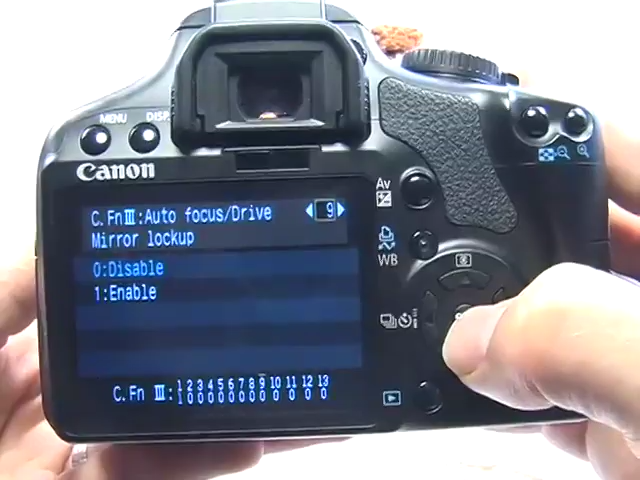 MENU DISP.
Canon
C.Fn III:Auto focus/Drive 9
Mirror lockup
0:Disable
1:Enable
1 2 3 4 5 6 7 8 9 10 11 12 13
C.Fn III: 1 0 0 0 0 0 0 0 0 0 0 0 0
Av
WB